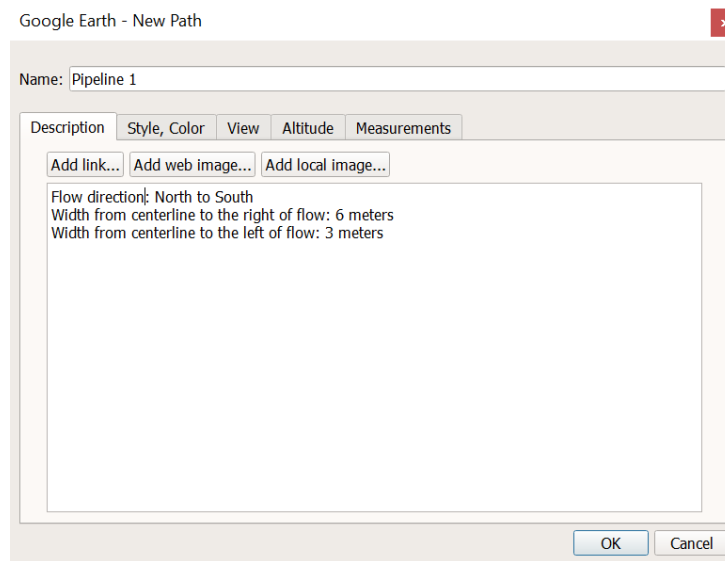 Google Earth - New Path
Name: Pipeline 1
Description Style, Color View Altitude Measurements
Add link... Add web image... Add local image...
Flow direction: North to South
Width from centerline to the right of flow: 6 meters
Width from centerline to the left of flow: 3 meters
OK Cancel